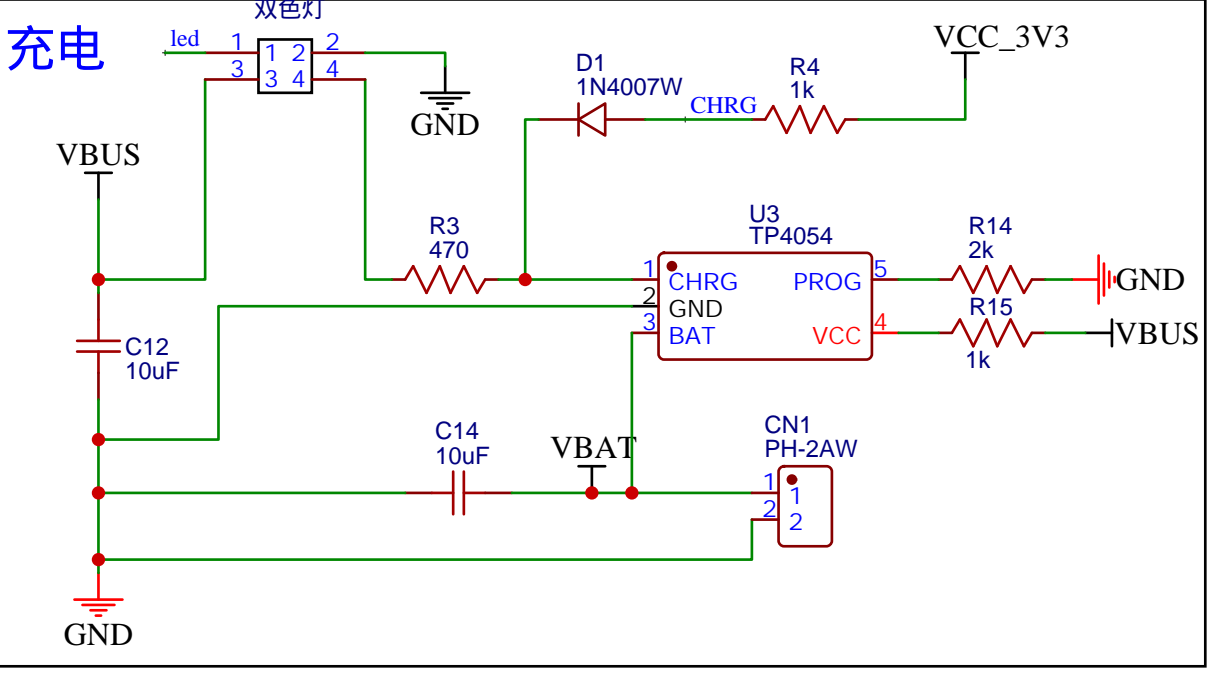 双色灯
充电
led
1
1 2
2
3
3 4
4
GND
VBUS
D1
1N4007W
CHRG
R4
1k
VCC_3V3
R3
470
U3
TP4054
1
CHRG
2
GND
3
BAT
PROG
5
VCC
4
R14
2k
GND
R15
1k
VBUS
C12
10uF
C14
10uF
VBAT
CN1
PH-2AW
1
1
2
2
GND